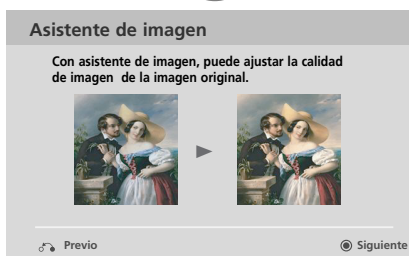 Asistente de imagen
Con asistente de imagen, puede ajustar la calidad
de imagen de la imagen original.
Previo
Siguiente